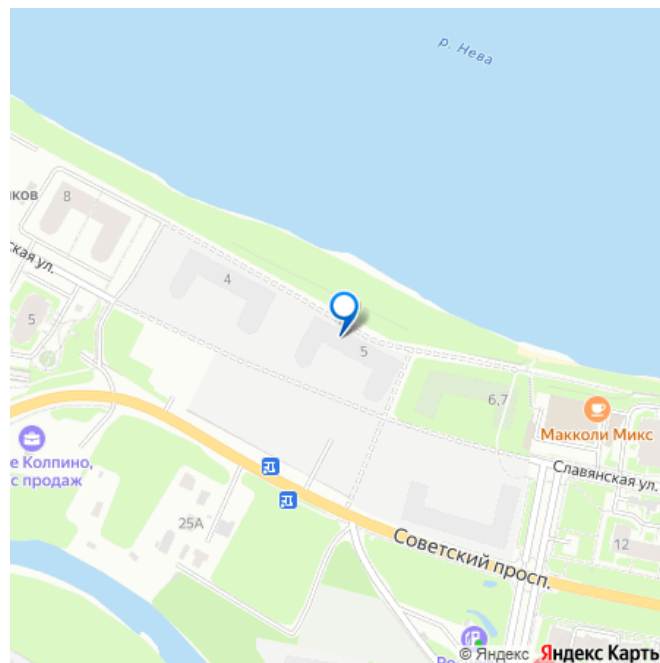 р. Нева
ков
8
ская ул.
4
5
5
6,7
Макколи Микс
е Колпино,
с продаж
Славянская ул.
25А
12
Советский просп.
© Яндекс Яндекс Карты